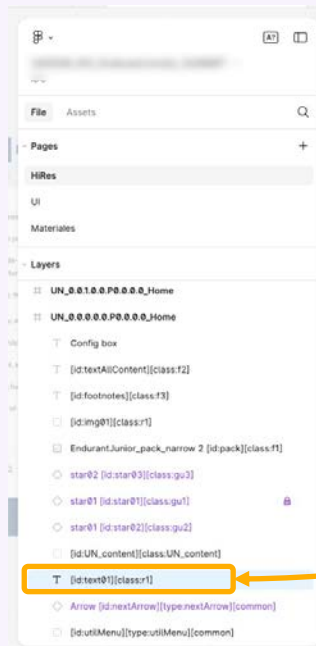 A?
File Assets
Pages
HiRes
UI
Materiales
Layers
UN_0.0.1.0.0.P0.0.0.0_Home
UN_0.0.0.0.0.P0.0.0.0_Home
T Config box
T [id:textAllContent][class:f2]
T [id:footnotes][class:f3]
[id:img01][class:r1]
EndurantJunior_pack_narrow 2 [id:pack][class:f1]
star02 [id:star03][class:gu3]
star01 [id:star01][class:gu1]
star01 [id:star02][class:gu2]
[id:UN_content][class:UN_content]
T [id:text01][class:r1]
Arrow [id:nextArrow][type:nextArrow][common]
[id:utilMenu][type:utilMenu][common]